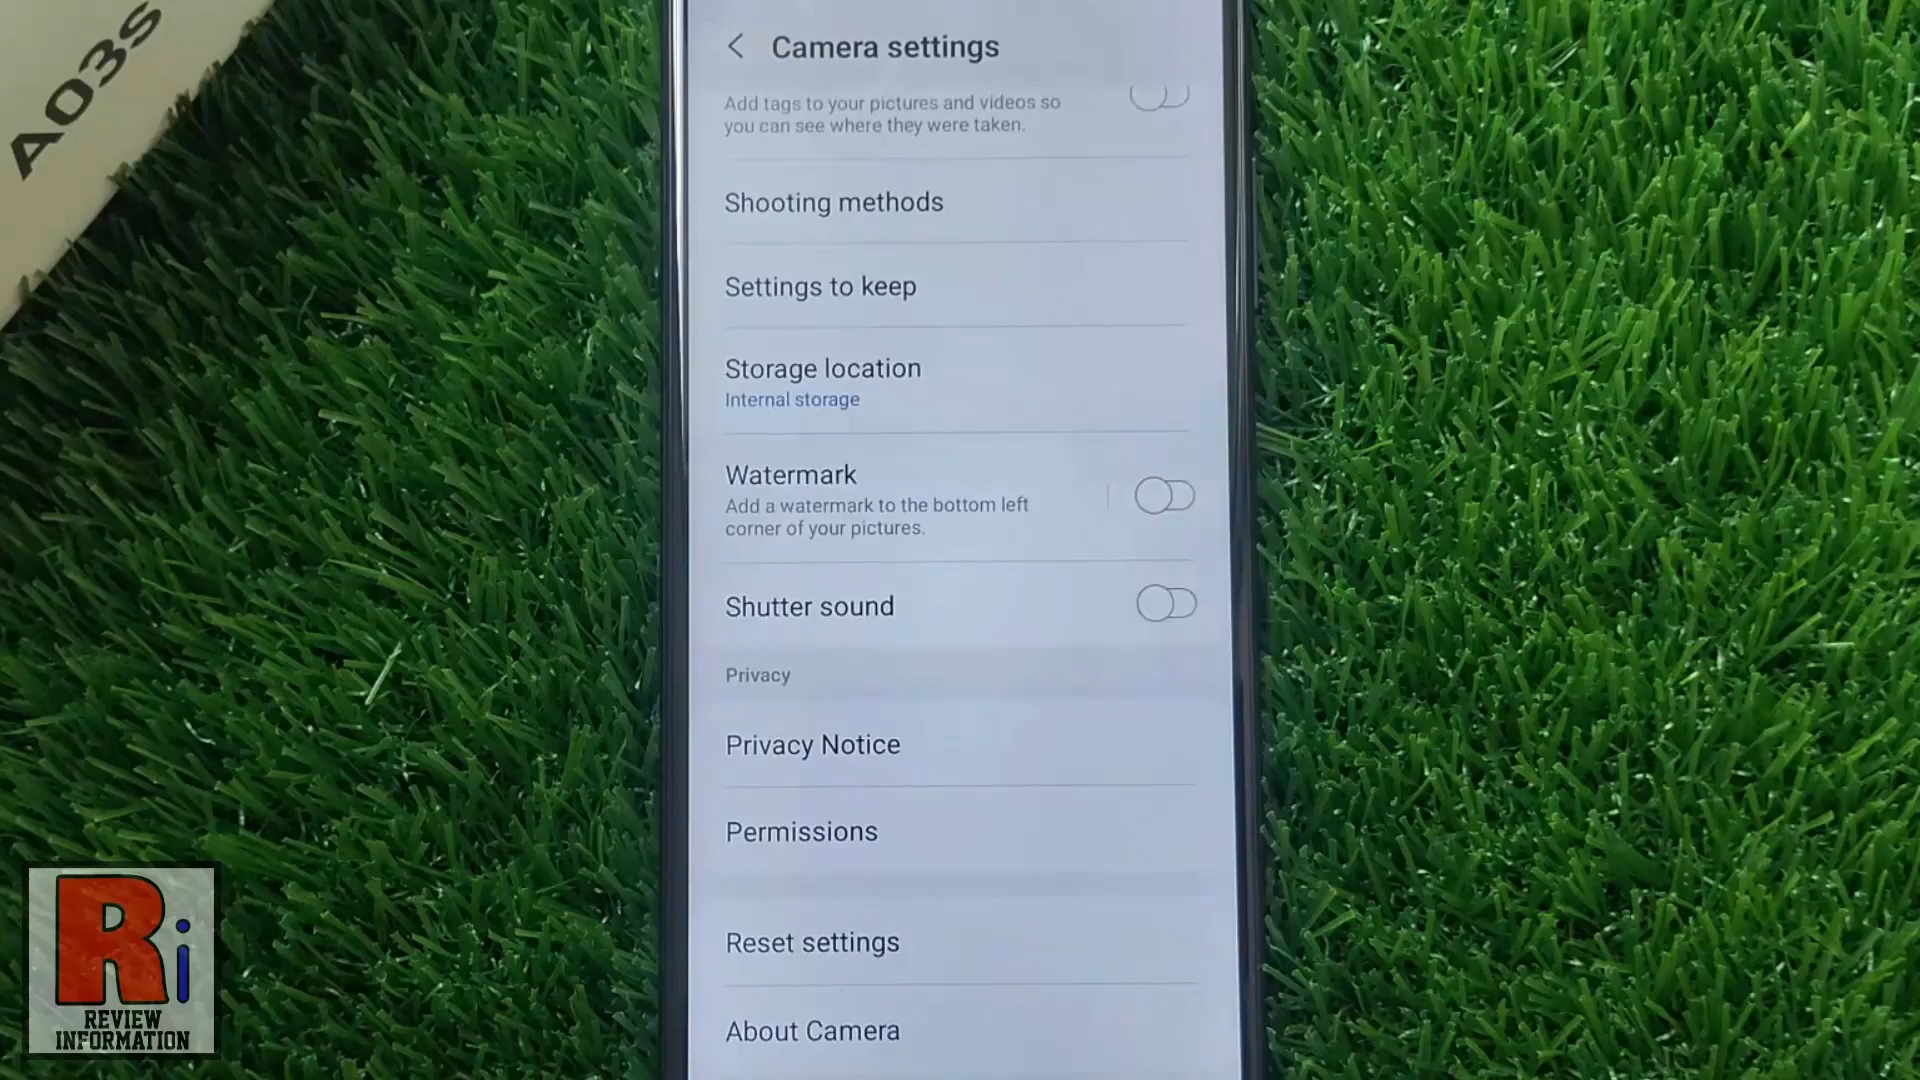 A03s
Camera settings
Add tags to your pictures and videos so
you can see where they were taken.
Shooting methods
Settings to keep
Storage location
Internal storage
Watermark
Add a watermark to the bottom left
corner of your pictures.
Shutter sound
Privacy
Privacy Notice
Permissions
Reset settings
About Camera
Ri
REVIEW
INFORMATION